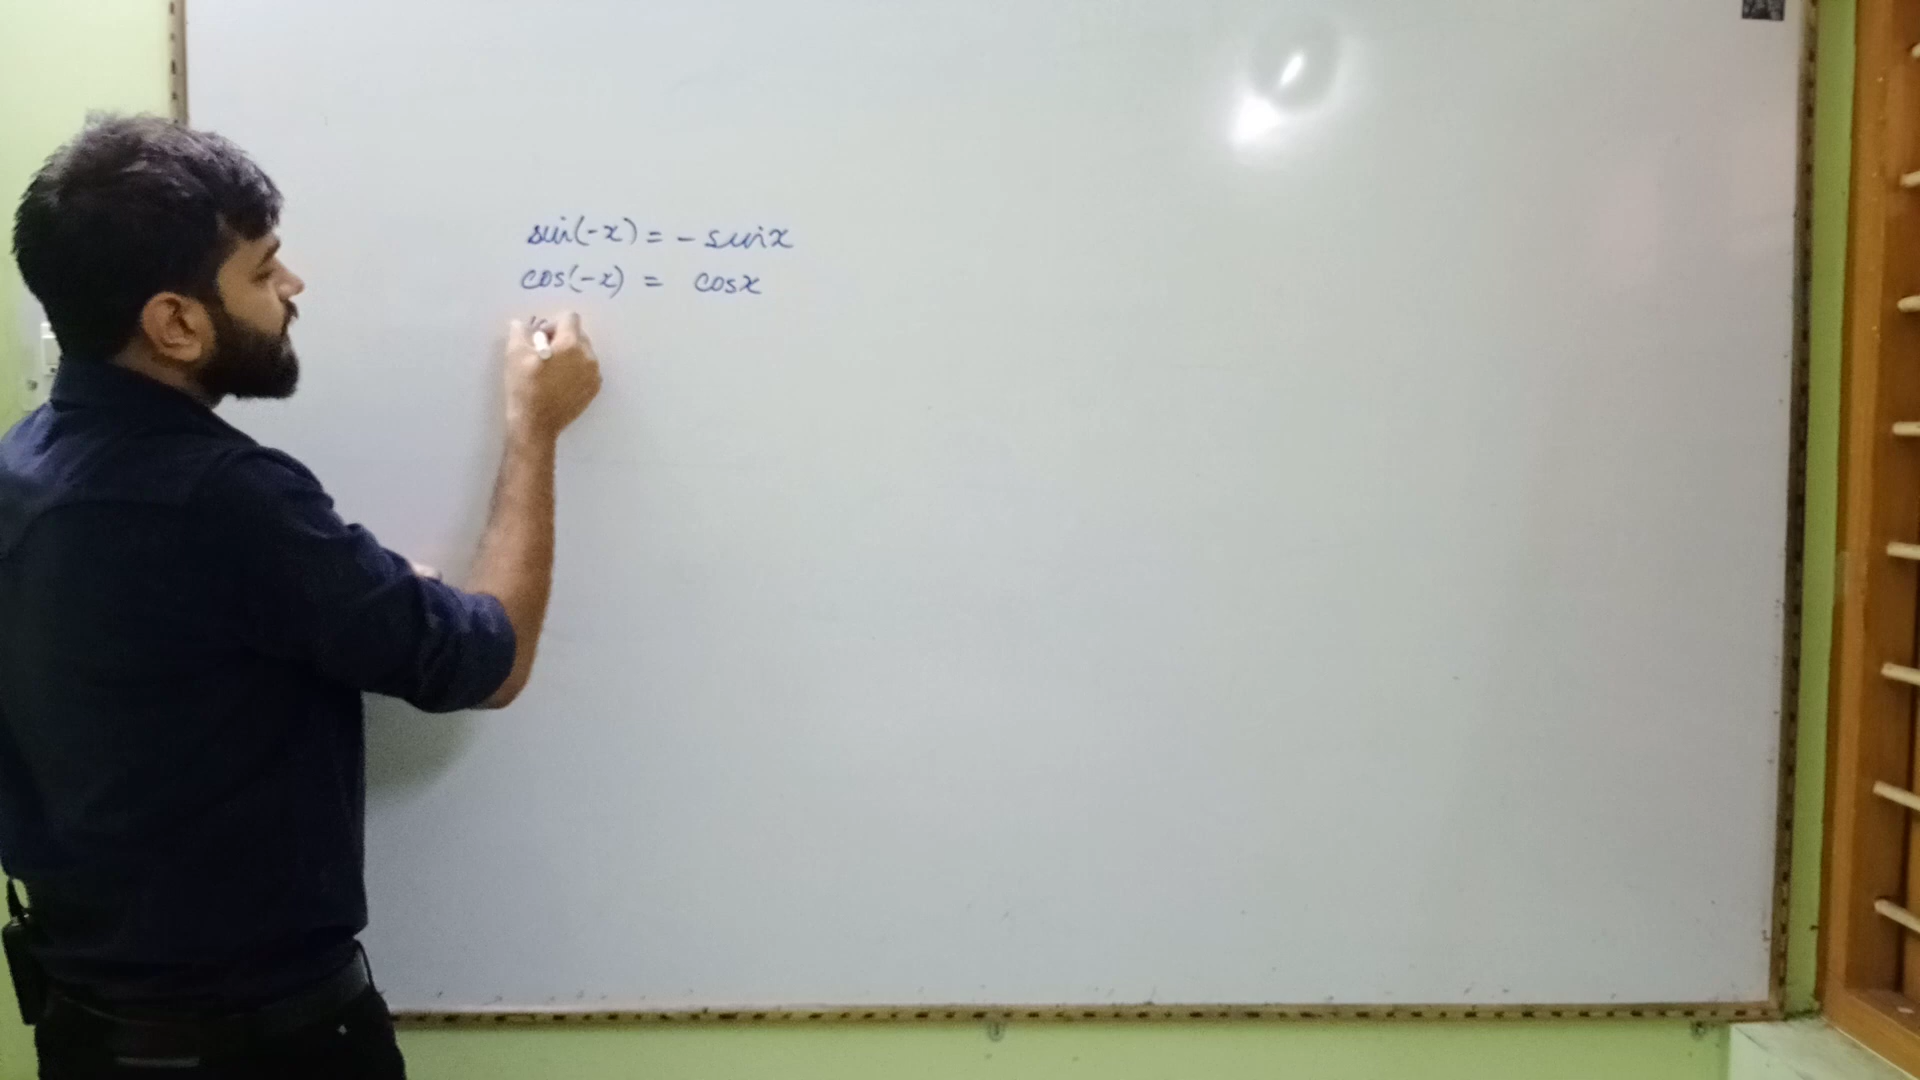 sin(-x) = - sinx
cos(-x) = cosx